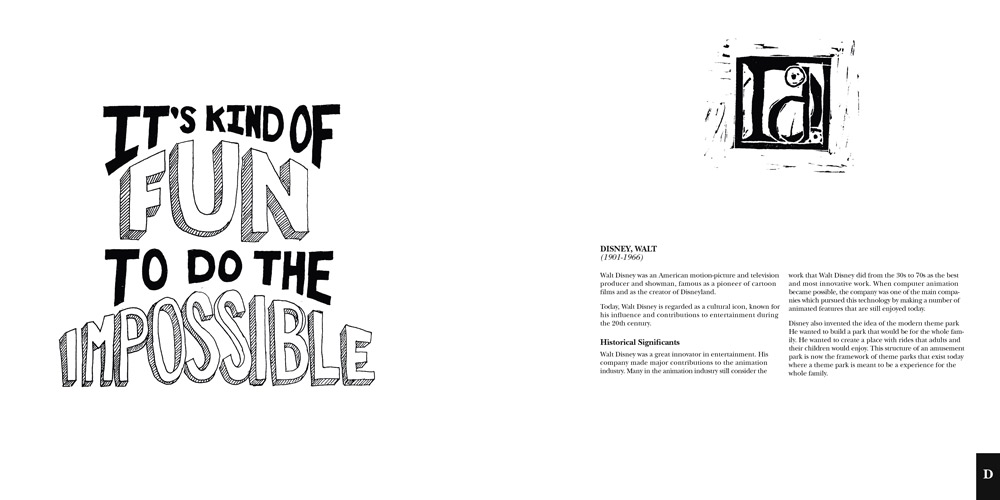 IT'S KIND OF
FUN
TO DO THE
IMPOSSIBLE
DISNEY, WALT
(1901-1966)
Walt Disney was an American motion-picture and television
producer and showman, famous as a pioneer of cartoon
films and as the creator of Disneyland.
Today, Walt Disney is regarded as a cultural icon, known for
his influence and contributions to entertainment during
the 20th century.
Historical Significants
Walt Disney was a great innovator in entertainment. His
company made major contributions to the animation
industry. Many in the animation industry still consider the
work that Walt Disney did from the 30s to 70s as the best
and most innovative work. When computer animation
became possible, the company was one of the main compa-
nies which pursued this technology by making a number of
animated features that are still enjoyed today.
Disney also invented the idea of the modern theme park
He wanted to build a park that would be for the whole fam-
ily. He wanted to create a place with rides that adults and
their children would enjoy. This structure of an amusement
park is now the framework of theme parks that exist today
where a theme park is meant to be a experience for the
whole family.
D